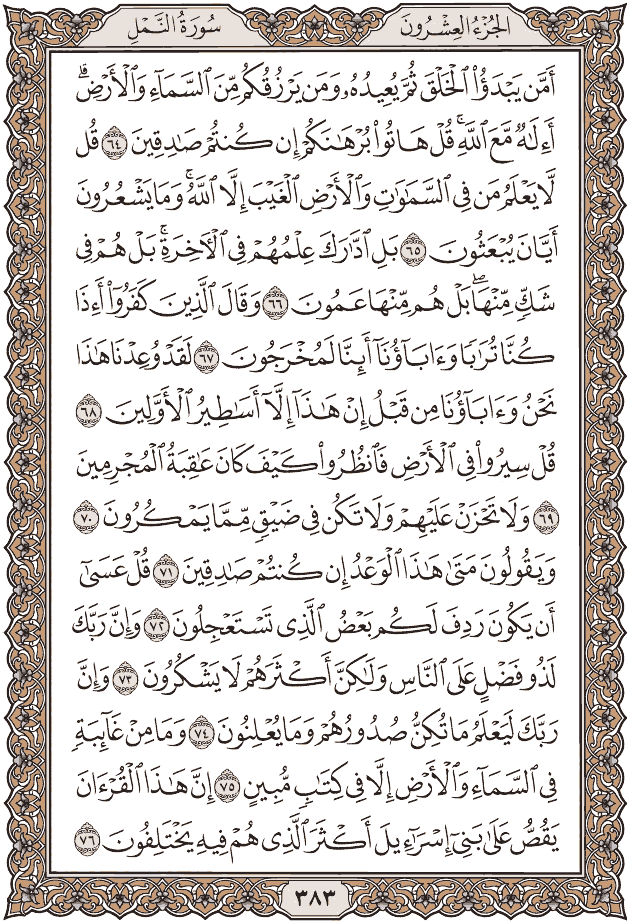 الجُزْءُ العِشْرُونَ
سُورَةُ النَّمْلِ
أَمَّن يَبْدَؤُاْ ٱلْخَلْقَ ثُمَّ يُعِيدُهُۥ وَمَن يَرْزُقُكُم مِّنَ ٱلسَّمَآءِ وَٱلْأَرْضِۗ
أَءِلَٰهٌ مَّعَ ٱللَّهِۚ قُلْ هَاتُواْ بُرْهَٰنَكُمْ إِن كُنتُمْ صَٰدِقِينَ ٦٤ قُل
لَّا يَعْلَمُ مَن فِي ٱلسَّمَٰوَٰتِ وَٱلْأَرْضِ ٱلْغَيْبَ إِلَّا ٱللَّهُۚ وَمَا يَشْعُرُونَ
أَيَّانَ يُبْعَثُونَ ٦٥ بَلِ ٱدَّٰرَكَ عِلْمُهُمْ فِي ٱلْأٓخِرَةِۚ بَلْ هُمْ فِي
شَكٍّ مِّنْهَاۖ بَلْ هُم مِّنْهَا عَمُونَ ٦٦ وَقَالَ ٱلَّذِينَ كَفَرُوٓاْ أَءِذَا
كُنَّا تُرَٰبًا وَءَابَآؤُنَآ أَئِنَّا لَمُخْرَجُونَ ٦٧ لَقَدْ وُعِدْنَا هَٰذَا
نَحْنُ وَءَابَآؤُنَا مِن قَبْلُ إِنْ هَٰذَآ إِلَّآ أَسَٰطِيرُ ٱلْأَوَّلِينَ ٦٨
قُلْ سِيرُواْ فِي ٱلْأَرْضِ فَٱنظُرُواْ كَيْفَ كَانَ عَٰقِبَةُ ٱلْمُجْرِمِينَ
٦٩ وَلَا تَحْزَنْ عَلَيْهِمْ وَلَا تَكُن فِي ضَيْقٍ مِّمَّا يَمْكُرُونَ ٧٠
وَيَقُولُونَ مَتَىٰ هَٰذَا ٱلْوَعْدُ إِن كُنتُمْ صَٰدِقِينَ ٧١ قُلْ عَسَىٰٓ
أَن يَكُونَ رَدِفَ لَكُم بَعْضُ ٱلَّذِي تَسْتَعْجِلُونَ ٧٢ وَإِنَّ رَبَّكَ
لَذُو فَضْلٍ عَلَى ٱلنَّاسِ وَلَٰكِنَّ أَكْثَرَهُمْ لَا يَشْكُرُونَ ٧٣ وَإِنَّ
رَبَّكَ لَيَعْلَمُ مَا تُكِنُّ صُدُورُهُمْ وَمَا يُعْلِنُونَ ٧٤ وَمَا مِنْ غَآئِبَةٍ
فِي ٱلسَّمَآءِ وَٱلْأَرْضِ إِلَّا فِي كِتَٰبٍ مُّبِينٍ ٧٥ إِنَّ هَٰذَا ٱلْقُرْءَانَ
يَقُصُّ عَلَىٰ بَنِيٓ إِسْرَٰٓءِيلَ أَكْثَرَ ٱلَّذِي هُمْ فِيهِ يَخْتَلِفُونَ ٧٦
٣٨٣